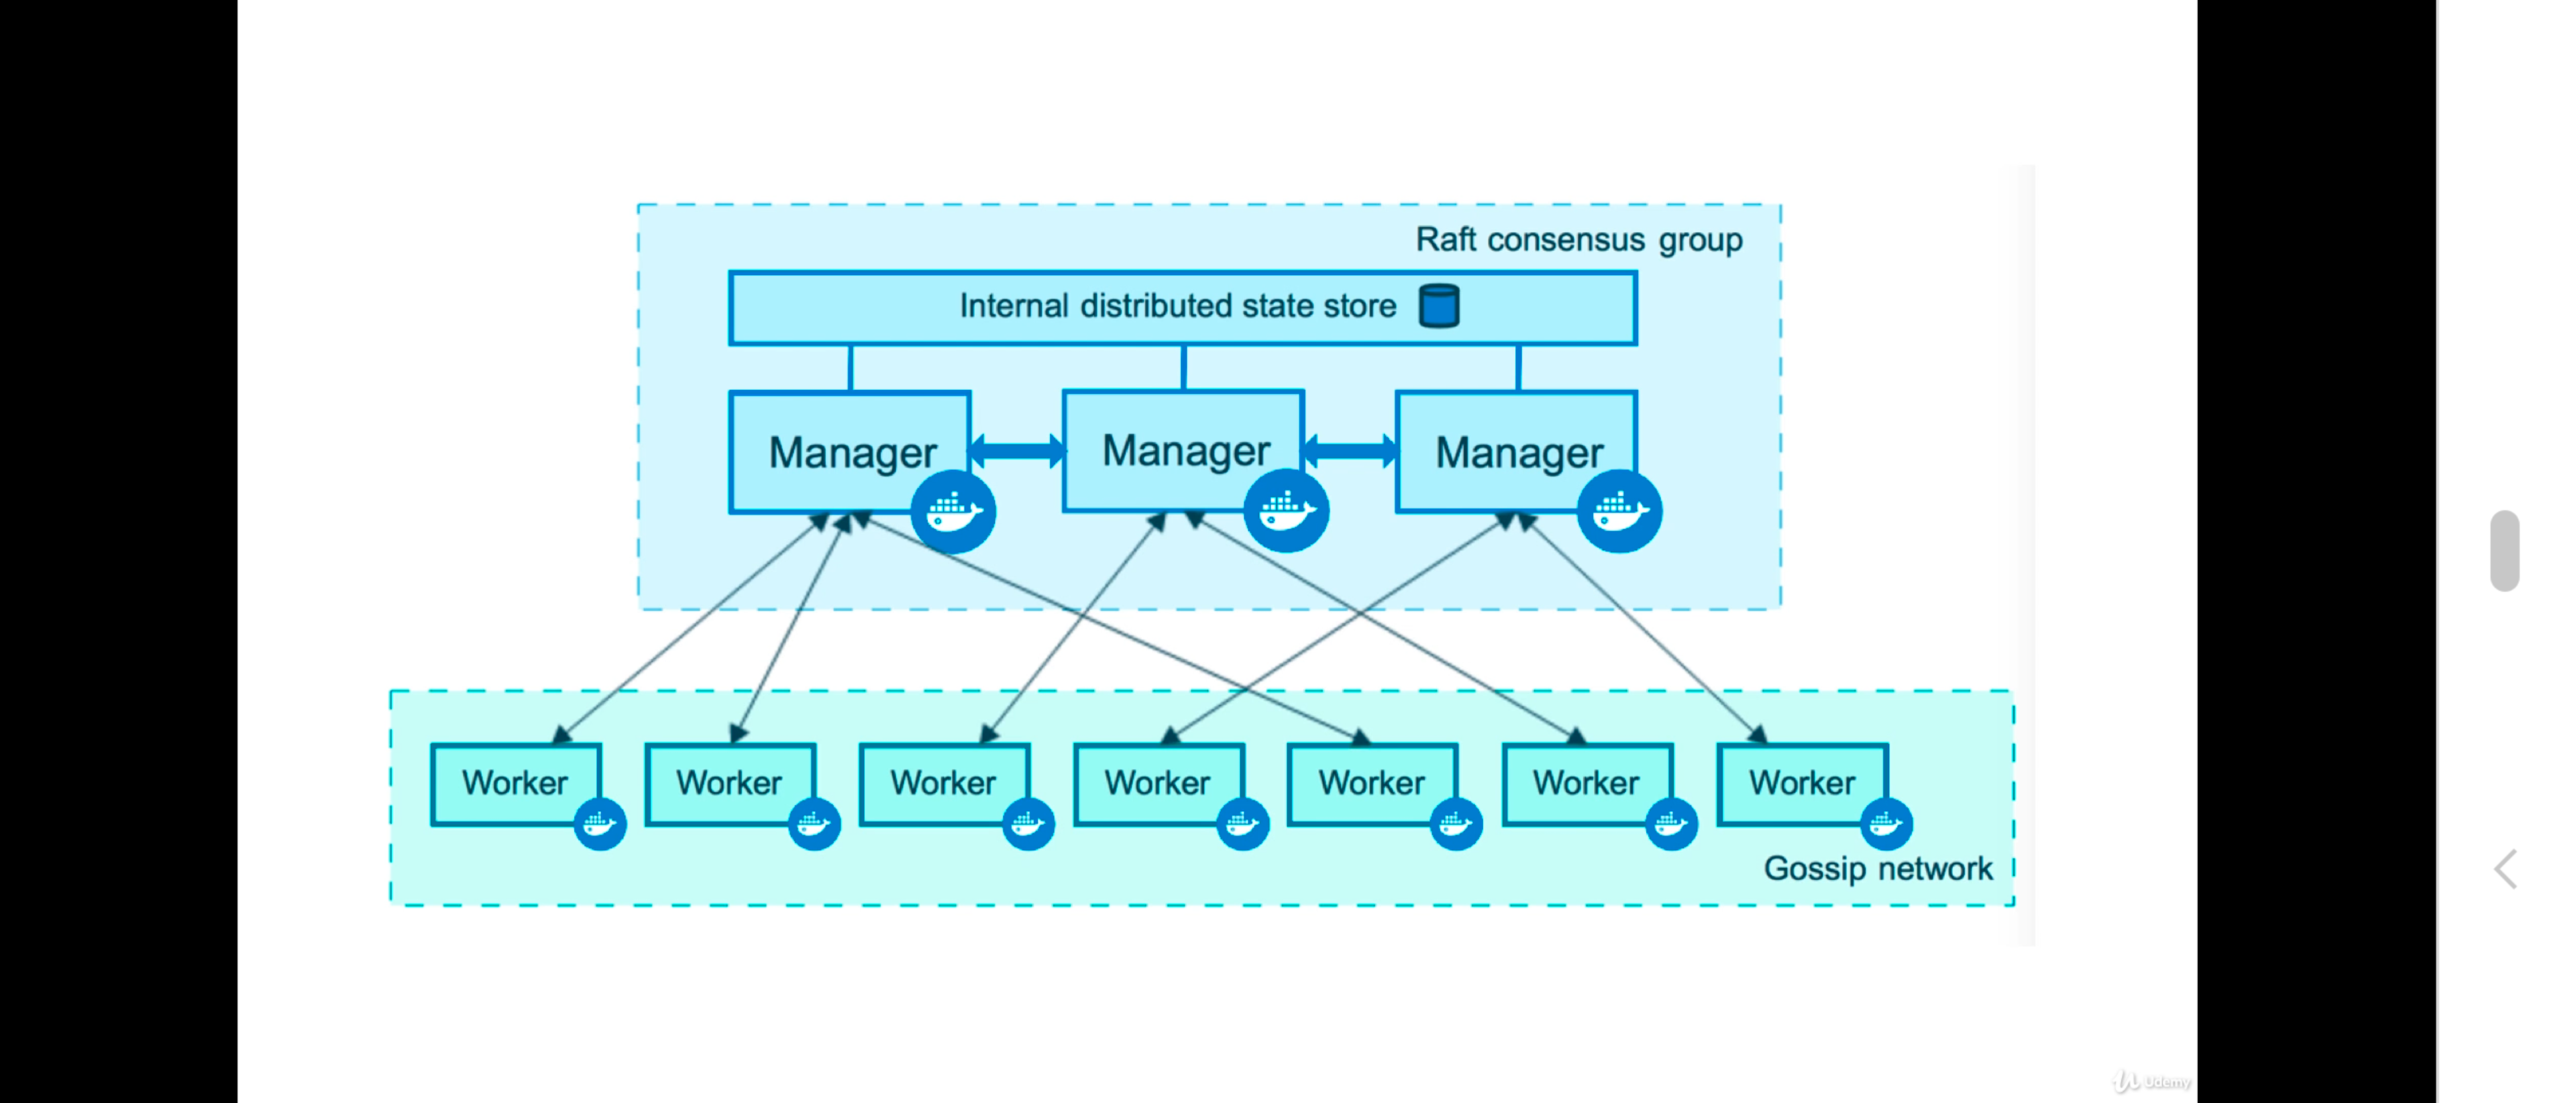 Raft consensus group
Internal distributed state store
Manager
Manager
Manager
Worker
Worker
Worker
Worker
Worker
Worker
Worker
Gossip network
Udemy